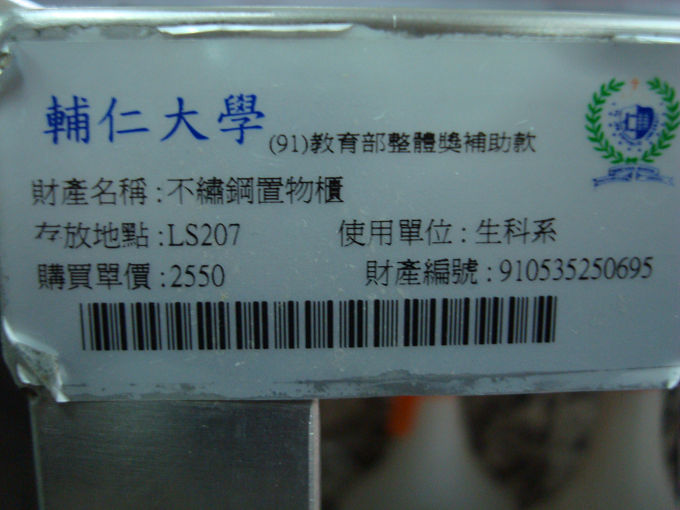 輔仁大學 (91)教育部整體獎補助款
財產名稱:不繡鋼置物櫃
存放地點:LS207 使用單位:生科系
購買單價:2550 財產編號:910535250695